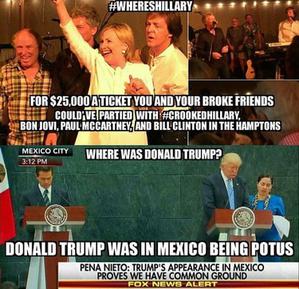 #WHERESHILLARY
FOR $25,000 A TICKET YOU AND YOUR BROKE FRIENDS
COULD'VE PARTIED WITH #CROOKEDHILLARY,
BON JOVI, PAUL MCCARTNEY, AND BILL CLINTON IN THE HAMPTONS
MEXICO CITY
3:12 PM
WHERE WAS DONALD TRUMP?
DONALD TRUMP WAS IN MEXICO BEING POTUS
PENA NIETO: TRUMP'S APPEARANCE IN MEXICO
PROVES WE HAVE COMMON GROUND
FOX NEWS ALERT